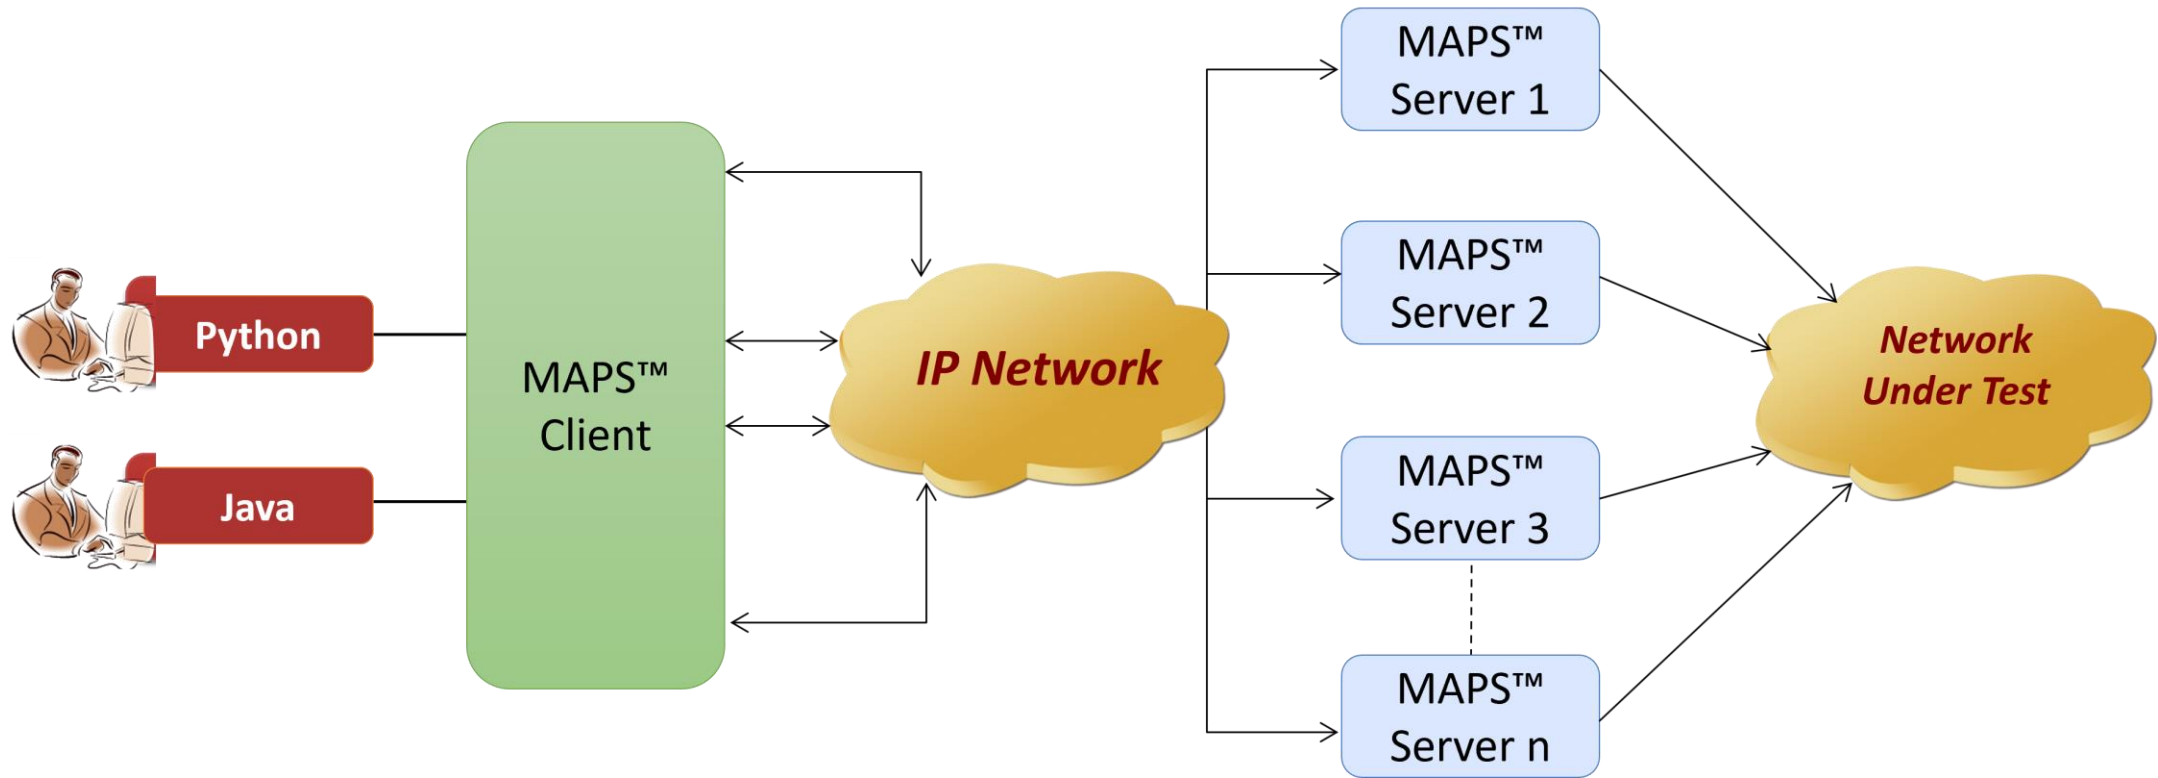 Python
Java
MAPS™
Client
IP Network
MAPS™
Server 1
MAPS™
Server 2
MAPS™
Server 3
MAPS™
Server n
Network
Under Test